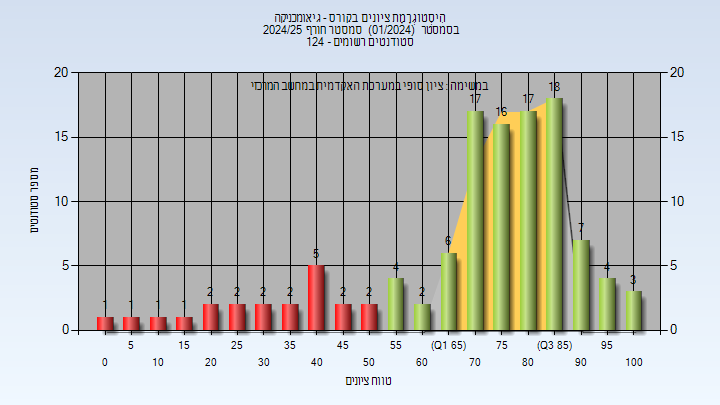 היסטוגרמת ציונים בקורס - גיאומכניקה
בסמסטר (01/2024) סמסטר חורף 2024/25
סטודנטים רשומים - 124
במשימה : ציון סופי במערכת האקדמית במחשב המרכזי
מספר סטודנטים
20
15
10
5
0
20
15
10
5
0
1 1 1 1 2 2 2 2 5 2 2 4 2 6 17 16 17 18 7 4 3
5 15 25 35 45 55 (Q1 65) 75 (Q3 85) 95
0 10 20 30 40 50 60 70 80 90 100
טווח ציונים